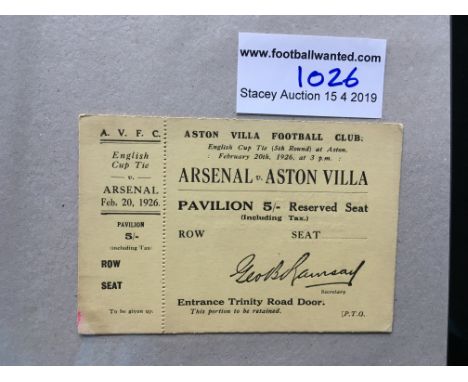 www.footballwanted.com
1026
Stacey Auction 15 4 2019
A. V. F. C.
English
Cup Tie
v.
ARSENAL
Feb. 20, 1926.
PAVILION
5/-
(including Tax)
ROW
SEAT
To be given up.
ASTON VILLA FOOTBALL CLUB.
English Cup Tie (5th Round) at Aston.
: February 20th, 1926, at 3 p.m. :
ARSENAL v. ASTON VILLA
PAVILION 5/- Reserved Seat
(Including Tax.)
ROW SEAT
Geo B Ramsay
Secretary
Entrance Trinity Road Door.
This portion to be retained. [P.T.O.